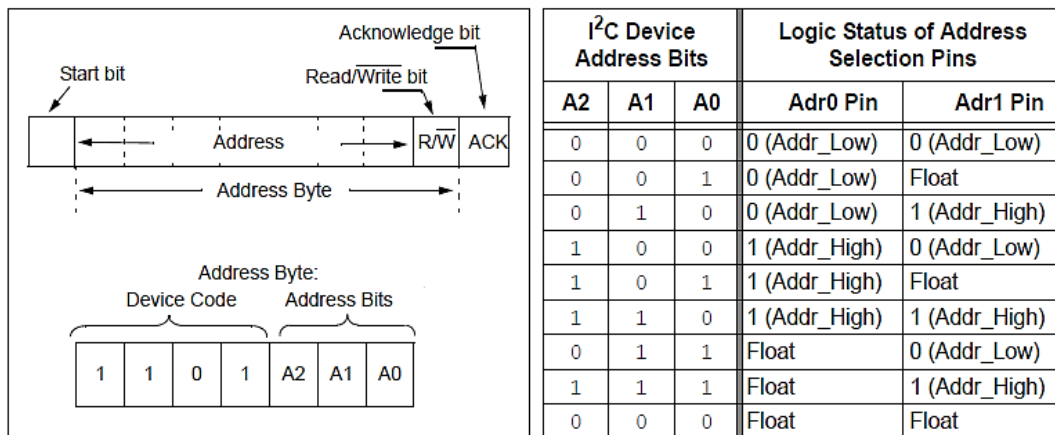 Acknowledge bit
Start bit
Read/Write bit
Address
R/W
ACK
Address Byte
Address Byte:
Device Code
Address Bits
1 1 0 1 A2 A1 A0
I2C Device Address Bits
Logic Status of Address Selection Pins
A2 A1 A0 Adr0 Pin Adr1 Pin
0 0 0 0 (Addr_Low) 0 (Addr_Low)
0 0 1 0 (Addr_Low) Float
0 1 0 0 (Addr_Low) 1 (Addr_High)
1 0 0 1 (Addr_High) 0 (Addr_Low)
1 0 1 1 (Addr_High) Float
1 1 0 1 (Addr_High) 1 (Addr_High)
0 1 1 Float 0 (Addr_Low)
1 1 1 Float 1 (Addr_High)
0 0 0 Float Float